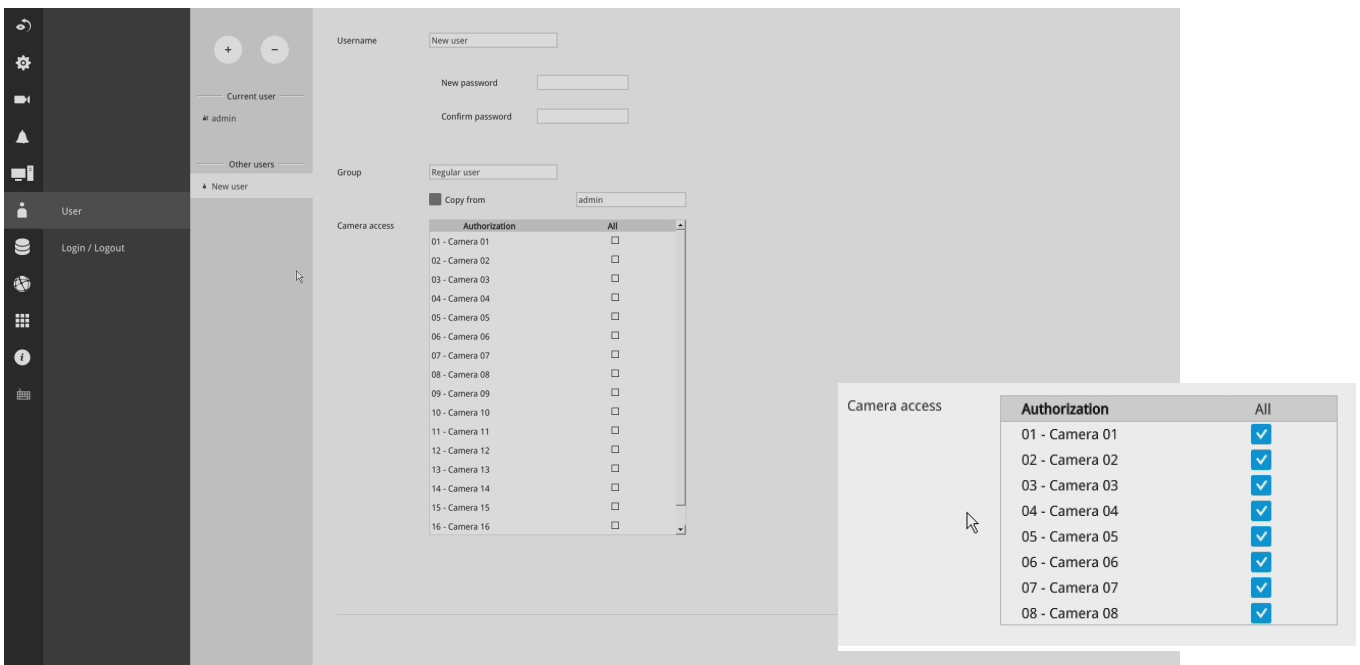 Username New user
New password
Current user
admin
Confirm password
Other users
Group Regular user
New user
Copy from admin
User
Camera access Authorization All
01 - Camera 01
Login / Logout
02 - Camera 02
03 - Camera 03
04 - Camera 04
05 - Camera 05
06 - Camera 06
07 - Camera 07
08 - Camera 08
09 - Camera 09
10 - Camera 10
11 - Camera 11
12 - Camera 12
13 - Camera 13
14 - Camera 14
15 - Camera 15
16 - Camera 16
Camera access Authorization All
01 - Camera 01
02 - Camera 02
03 - Camera 03
04 - Camera 04
05 - Camera 05
06 - Camera 06
07 - Camera 07
08 - Camera 08